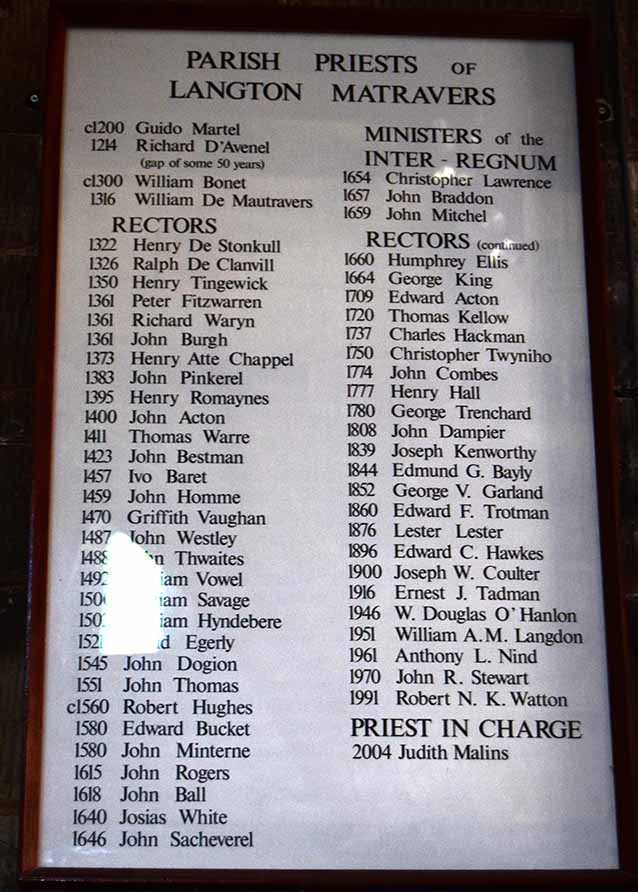 PARISH PRIESTS OF
LANGTON MATRAVERS
c1200 Guido Martel
1214 Richard D'Avenel
(gap of some 50 years)
c1300 William Bonet
1316 William De Mautravers
RECTORS
1322 Henry De Stonkull
1326 Ralph De Clanvill
1350 Henry Tingewick
1361 Peter Fitzwarren
1361 Richard Waryn
1361 John Burgh
1373 Henry Atte Chappel
1383 John Pinkerel
1395 Henry Romaynes
1400 John Acton
1411 Thomas Warre
1423 John Bestman
1457 Ivo Baret
1459 John Homme
1470 Griffith Vaughan
1487 John Westley
1488 Thwaites
1492 Vowel
Savage
Hyndebere
Egerly
1545 John Dogion
1551 John Thomas
c1560 Robert Hughes
1580 Edward Bucket
1580 John Minterne
1615 John Rogers
1618 John Ball
1640 Josias White
1646 John Sacheverel
MINISTERS of the
INTER-REGNUM
1654 Christopher Lawrence
1657 John Braddon
1659 John Mitchel
RECTORS (continued)
1660 Humphrey Ellis
1664 George King
1709 Edward Acton
1720 Thomas Kellow
1737 Charles Hackman
1750 Christopher Twyniho
1774 John Combes
1777 Henry Hall
1780 George Trenchard
1808 John Dampier
1839 Joseph Kenworthy
1844 Edmund G. Bayly
1852 George V. Garland
1860 Edward F. Trotman
1876 Lester Lester
1896 Edward C. Hawkes
1900 Joseph W. Coulter
1916 Ernest J. Tadman
1946 W. Douglas O'Hanlon
1951 William A.M. Langdon
1961 Anthony L. Nind
1970 John R. Stewart
1991 Robert N. K. Watton
PRIEST IN CHARGE
2004 Judith Malins